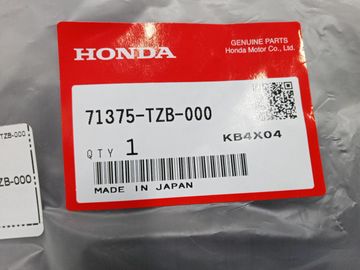 HONDA
GENUINE PARTS
Honda Motor Co., Ltd.
71375-TZB-000
QTY 1
KB4X04
MADE IN JAPAN
TZB-000
ZB-000